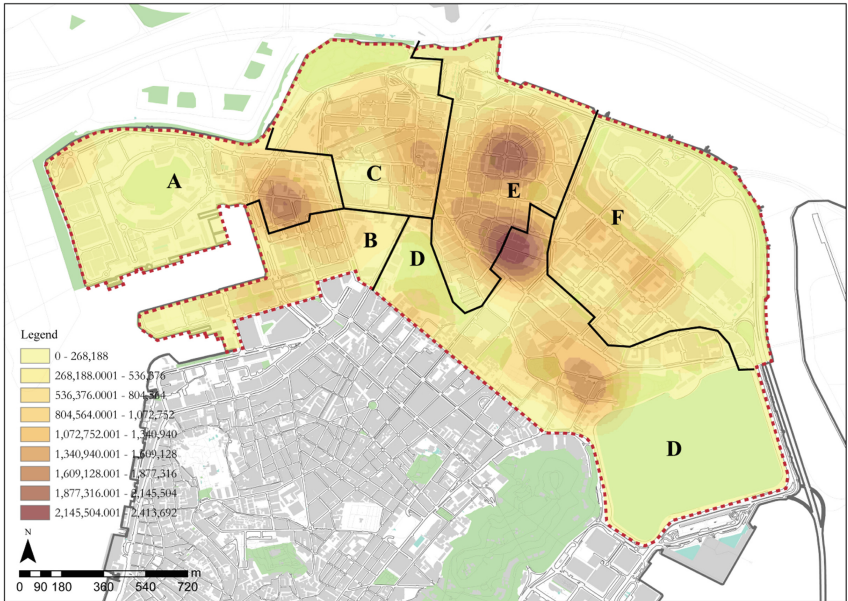 A
C
E
F
B
D
D
Legend
0 - 268,188
268,188.0001 - 536,376
536,376.0001 - 804,564
804,564.0001 - 1,072,752
1,072,752.001 - 1,340,940
1,340,940.001 - 1,609,128
1,609,128.001 - 1,877,316
1,877,316.001 - 2,145,504
2,145,504.001 - 2,413,692
N
0 90 180 360 540 720 m